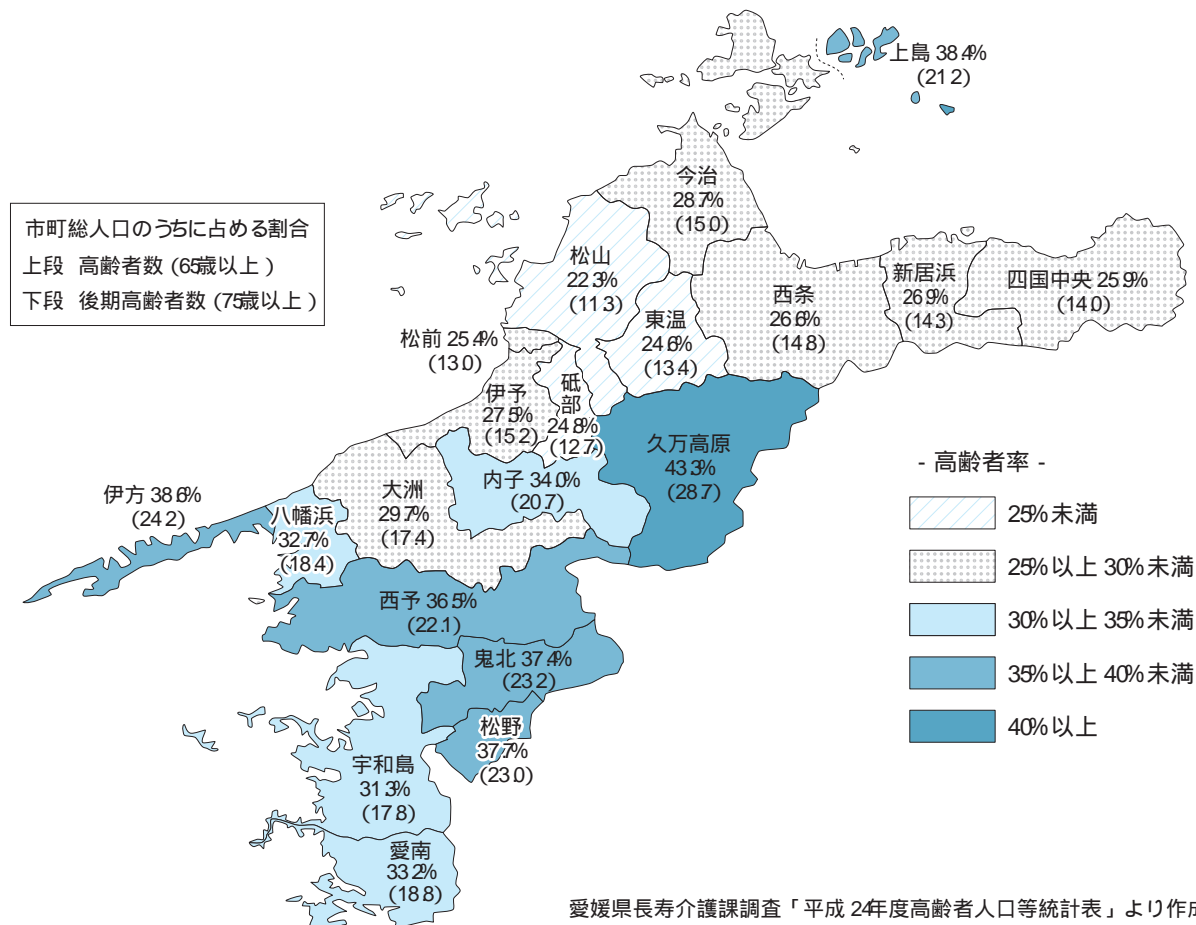 上島 38.4%
(21.2)
今治
28.7%
(15.0)
市町総人口のうちに占める割合
上段 高齢者数 (65歳以上)
下段 後期高齢者数 (75歳以上)
松山
22.3%
(11.3)
東温
24.6%
(13.4)
西条
26.6%
(14.8)
新居浜
26.9%
(14.3)
四国中央 25.9%
(14.0)
松前 25.4%
(13.0)
伊予
27.5%
(15.2)
砥部
24.8%
(12.7)
久万高原
43.3%
(28.7)
内子 34.0%
(20.7)
大洲
29.7%
(17.4)
伊方 38.6%
(24.2)
八幡浜
32.7%
(18.4)
西予 36.5%
(22.1)
鬼北 37.4%
(23.2)
松野
37.7%
(23.0)
宇和島
31.3%
(17.8)
愛南
33.2%
(18.8)
- 高齢者率 -
25%未満
25%以上 30%未満
30%以上 35%未満
35%以上 40%未満
40%以上
愛媛県長寿介護課調査「平成 24年度高齢者人口等統計表」より作成